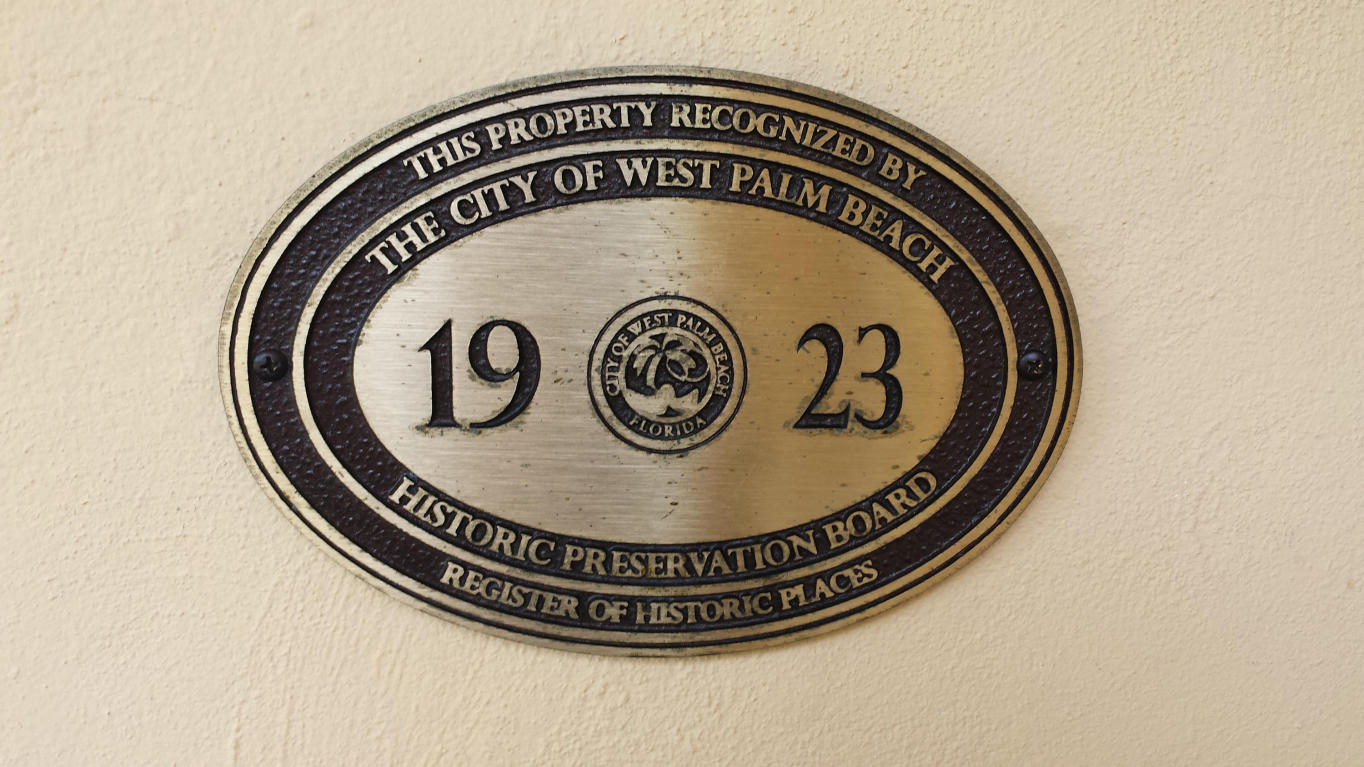 THIS PROPERTY RECOGNIZED BY
THE CITY OF WEST PALM BEACH
19 23
CITY OF WEST PALM BEACH
FLORIDA
HISTORIC PRESERVATION BOARD
REGISTER OF HISTORIC PLACES